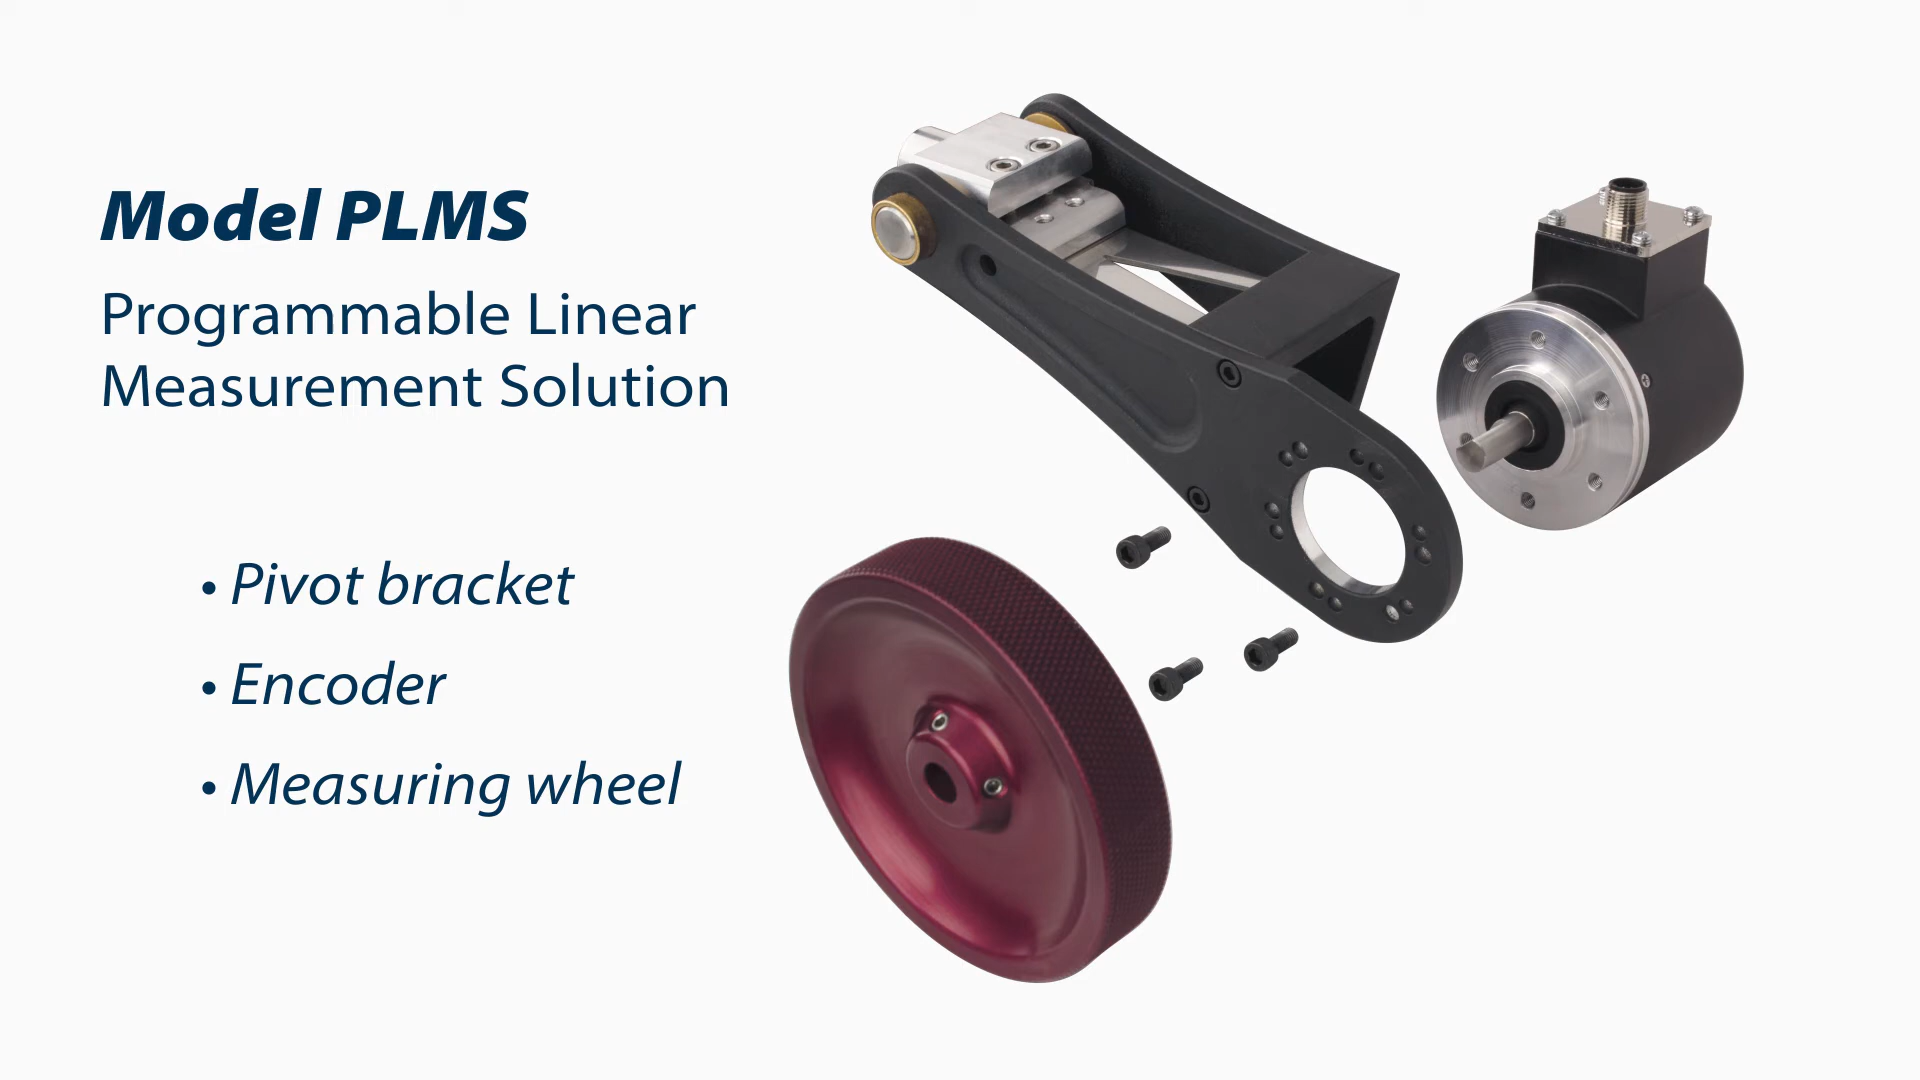 Model PLMS
Programmable Linear
Measurement Solution
• Pivot bracket
• Encoder
• Measuring wheel